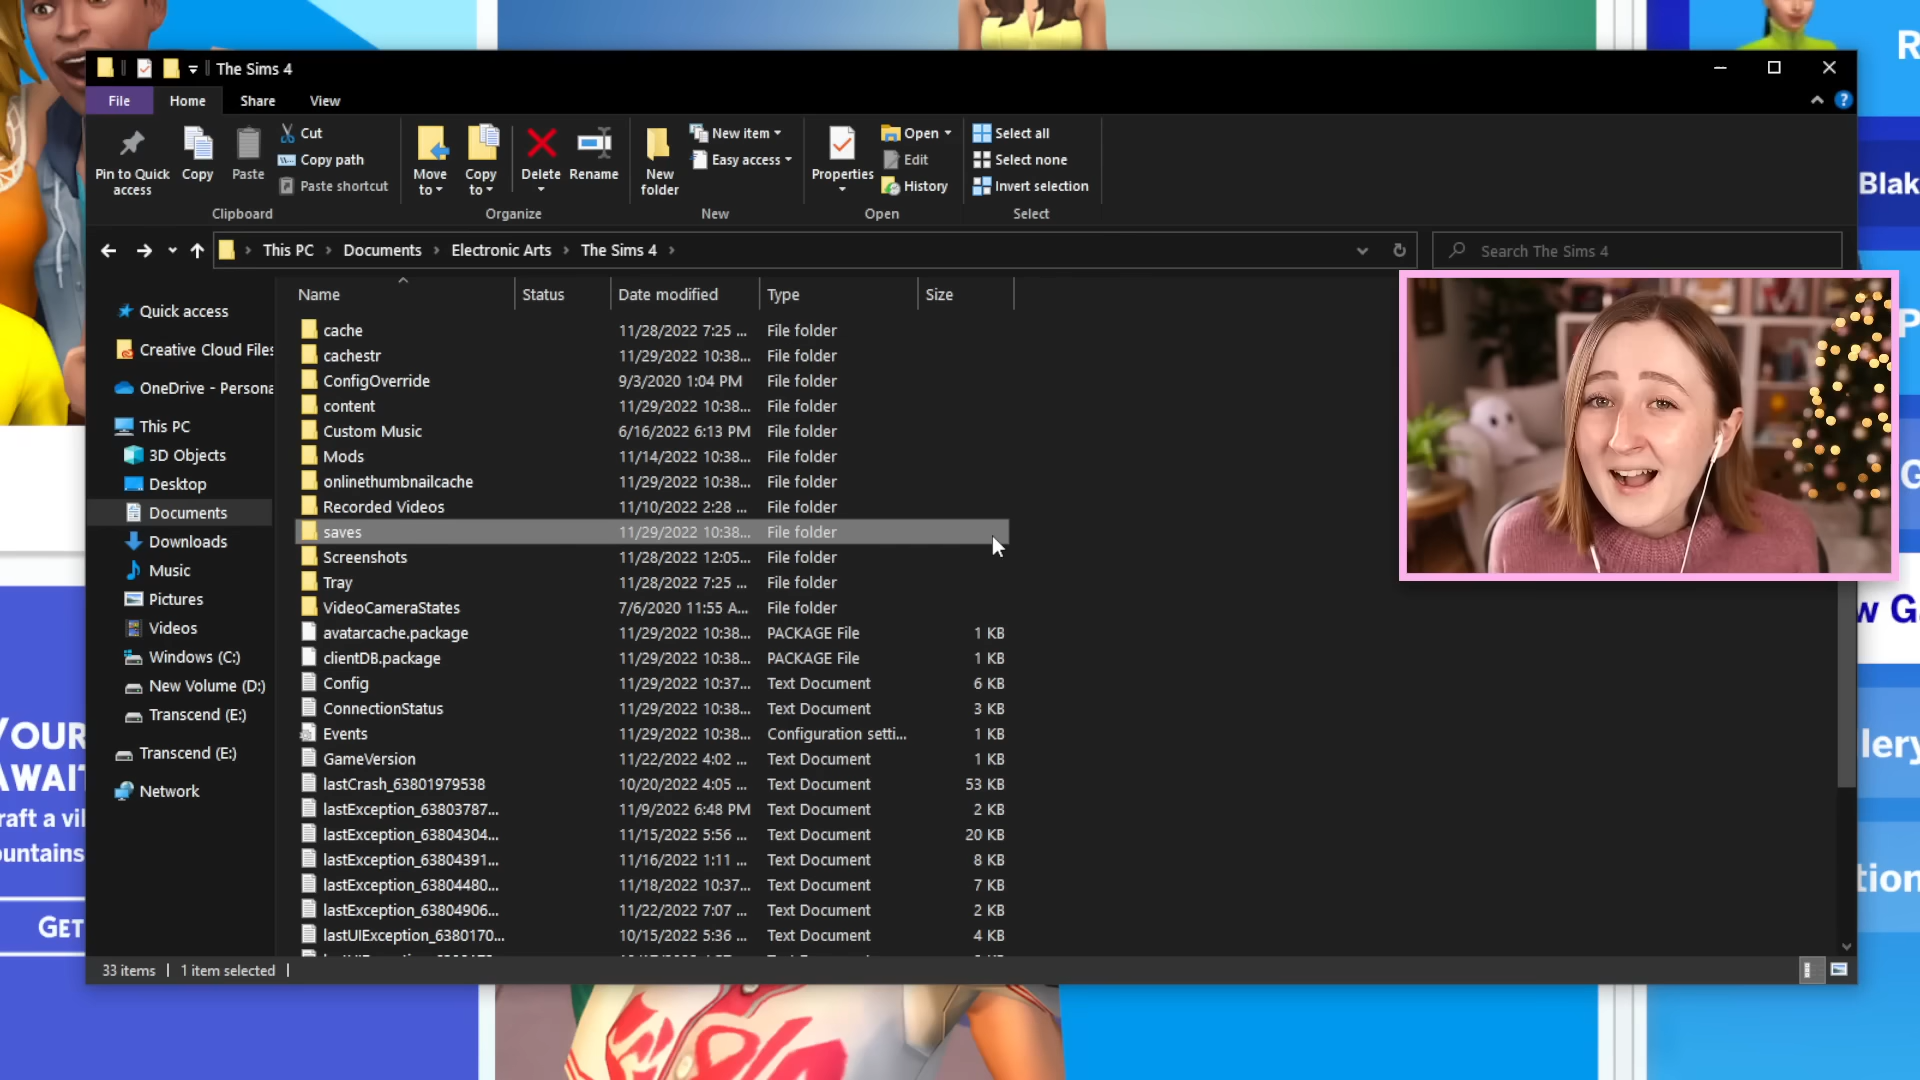 The Sims 4
File Home Share View
Pin to Quick access
Copy
Paste
Cut
Copy path
Paste shortcut
Clipboard
Move to
Copy to
Delete
Rename
Organize
New folder
New item
Easy access
New
Properties
Open
Edit
History
Open
Select all
Select none
Invert selection
Select
This PC Documents Electronic Arts The Sims 4
Search The Sims 4
Quick access
Creative Cloud Files
OneDrive - Persona
This PC
3D Objects
Desktop
Documents
Downloads
Music
Pictures
Videos
Windows (C:)
New Volume (D:)
Transcend (E:)
Transcend (E:)
Network
Name Status Date modified Type Size
cache 11/28/2022 7:25 ... File folder
cachestr 11/29/2022 10:38... File folder
ConfigOverride 9/3/2020 1:04 PM File folder
content 11/29/2022 10:38... File folder
Custom Music 6/16/2022 6:13 PM File folder
Mods 11/14/2022 10:38... File folder
onlinethumbnailcache 11/29/2022 10:38... File folder
Recorded Videos 11/10/2022 2:28 ... File folder
saves 11/29/2022 10:38... File folder
Screenshots 11/28/2022 12:05... File folder
Tray 11/28/2022 7:25 ... File folder
VideoCameraStates 7/6/2020 11:55 A... File folder
avatarcache.package 11/29/2022 10:38... PACKAGE File 1 KB
clientDB.package 11/29/2022 10:38... PACKAGE File 1 KB
Config 11/29/2022 10:37... Text Document 6 KB
ConnectionStatus 11/29/2022 10:38... Text Document 3 KB
Events 11/29/2022 10:38... Configuration setti... 1 KB
GameVersion 11/22/2022 4:02 ... Text Document 1 KB
lastCrash_63801979538 10/20/2022 4:05 ... Text Document 53 KB
lastException_63803787... 11/9/2022 6:48 PM Text Document 2 KB
lastException_63804304... 11/15/2022 5:56 ... Text Document 20 KB
lastException_63804391... 11/16/2022 1:11 ... Text Document 8 KB
lastException_63804480... 11/18/2022 10:37... Text Document 7 KB
lastException_63804906... 11/22/2022 7:07 ... Text Document 2 KB
lastUIException_6380170... 10/15/2022 5:36 ... Text Document 4 KB
33 items 1 item selected
YOUR
AWAIT
raft a vil
ountains
GET
R
Blak
P
G
w Ga
lery
tion